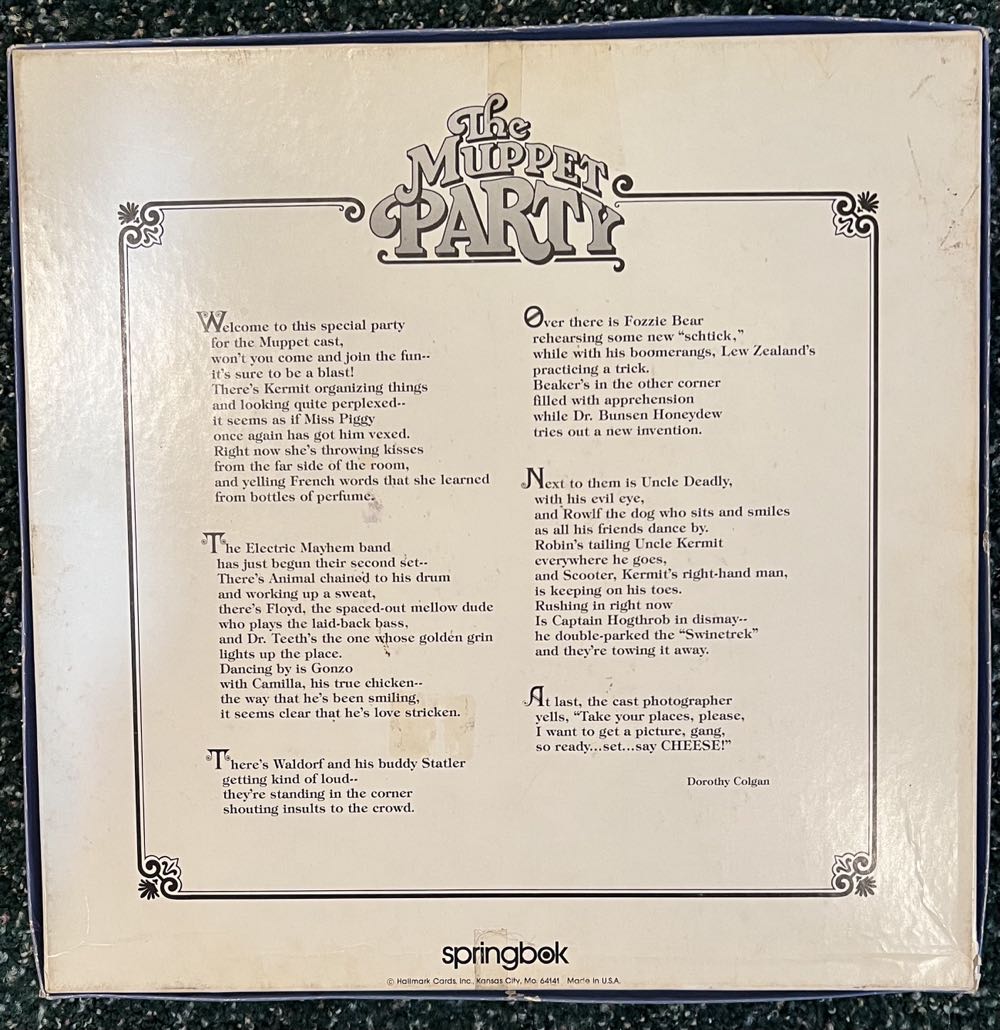 The
MUPPET
PARTY
Welcome to this special party
for the Muppet cast,
won't you come and join the fun--
it's sure to be a blast!
There's Kermit organizing things
and looking quite perplexed--
it seems as if Miss Piggy
once again has got him vexed.
Right now she's throwing kisses
from the far side of the room,
and yelling French words that she learned
from bottles of perfume.
The Electric Mayhem band
has just begun their second set--
There's Animal chained to his drum
and working up a sweat,
there's Floyd, the spaced-out mellow dude
who plays the laid-back bass,
and Dr. Teeth's the one whose golden grin
lights up the place.
Dancing by is Gonzo
with Camilla, his true chicken--
the way that he's been smiling,
it seems clear that he's love stricken.
There's Waldorf and his buddy Statler
getting kind of loud--
they're standing in the corner
shouting insults to the crowd.
Over there is Fozzie Bear
rehearsing some new "schtick,"
while with his boomerangs, Lew Zealand's
practicing a trick.
Beaker's in the other corner
filled with apprehension
while Dr. Bunsen Honeydew
tries out a new invention.
Next to them is Uncle Deadly,
with his evil eye,
and Rowlf the dog who sits and smiles
as all his friends dance by.
Robin's tailing Uncle Kermit
everywhere he goes,
and Scooter, Kermit's right-hand man,
is keeping on his toes.
Rushing in right now
Is Captain Hogthrob in dismay--
he double-parked the "Swinetrek"
and they're towing it away.
At last, the cast photographer
yells, "Take your places, please,
I want to get a picture, gang,
so ready...set...say CHEESE!"
Dorothy Colgan
springbok
© Hallmark Cards, Inc., Kansas City, Mo. 64141 Made in U.S.A.